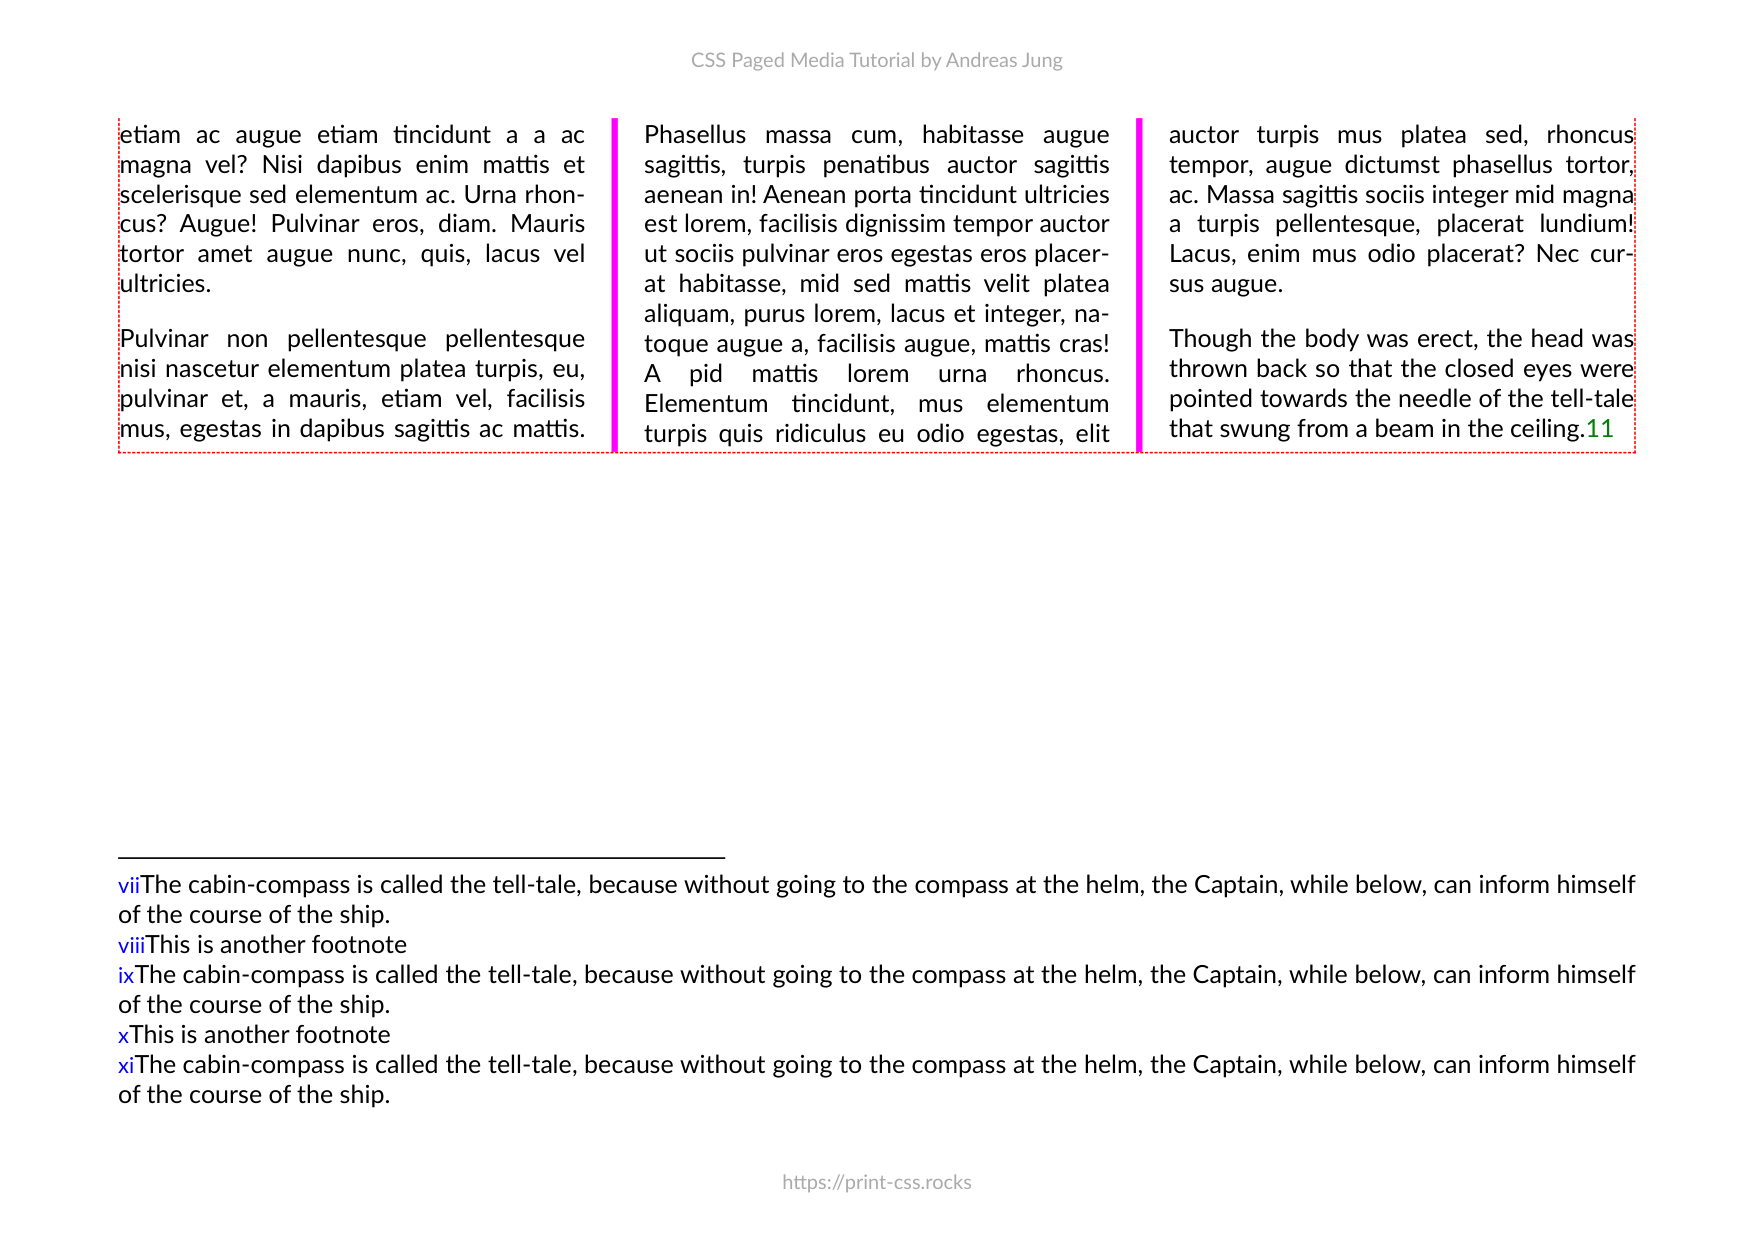 CSS Paged Media Tutorial by Andreas Jung
etiam ac augue etiam tincidunt a a ac
magna vel? Nisi dapibus enim mattis et
scelerisque sed elementum ac. Urna rhon-
cus? Augue! Pulvinar eros, diam. Mauris
tortor amet augue nunc, quis, lacus vel
ultricies.
Pulvinar non pellentesque pellentesque
nisi nascetur elementum platea turpis, eu,
pulvinar et, a mauris, etiam vel, facilisis
mus, egestas in dapibus sagittis ac mattis.
Phasellus massa cum, habitasse augue
sagittis, turpis penatibus auctor sagittis
aenean in! Aenean porta tincidunt ultricies
est lorem, facilisis dignissim tempor auctor
ut sociis pulvinar eros egestas eros placer-
at habitasse, mid sed mattis velit platea
aliquam, purus lorem, lacus et integer, na-
toque augue a, facilisis augue, mattis cras!
A pid mattis lorem urna rhoncus.
Elementum tincidunt, mus elementum
turpis quis ridiculus eu odio egestas, elit
auctor turpis mus platea sed, rhoncus
tempor, augue dictumst phasellus tortor,
ac. Massa sagittis sociis integer mid magna
a turpis pellentesque, placerat lundium!
Lacus, enim mus odio placerat? Nec cur-
sus augue.
Though the body was erect, the head was
thrown back so that the closed eyes were
pointed towards the needle of the tell-tale
that swung from a beam in the ceiling.11
viiThe cabin-compass is called the tell-tale, because without going to the compass at the helm, the Captain, while below, can inform himself
of the course of the ship.
viiiThis is another footnote
ixThe cabin-compass is called the tell-tale, because without going to the compass at the helm, the Captain, while below, can inform himself
of the course of the ship.
xThis is another footnote
xiThe cabin-compass is called the tell-tale, because without going to the compass at the helm, the Captain, while below, can inform himself
of the course of the ship.
https://print-css.rocks